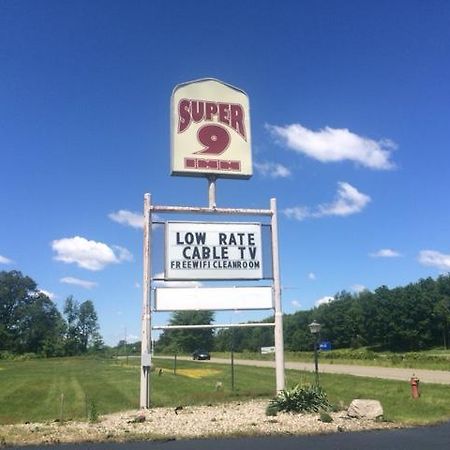 SUPER
9
INN
LOW RATE
CABLE TV
FREEWIFI CLEANROOM